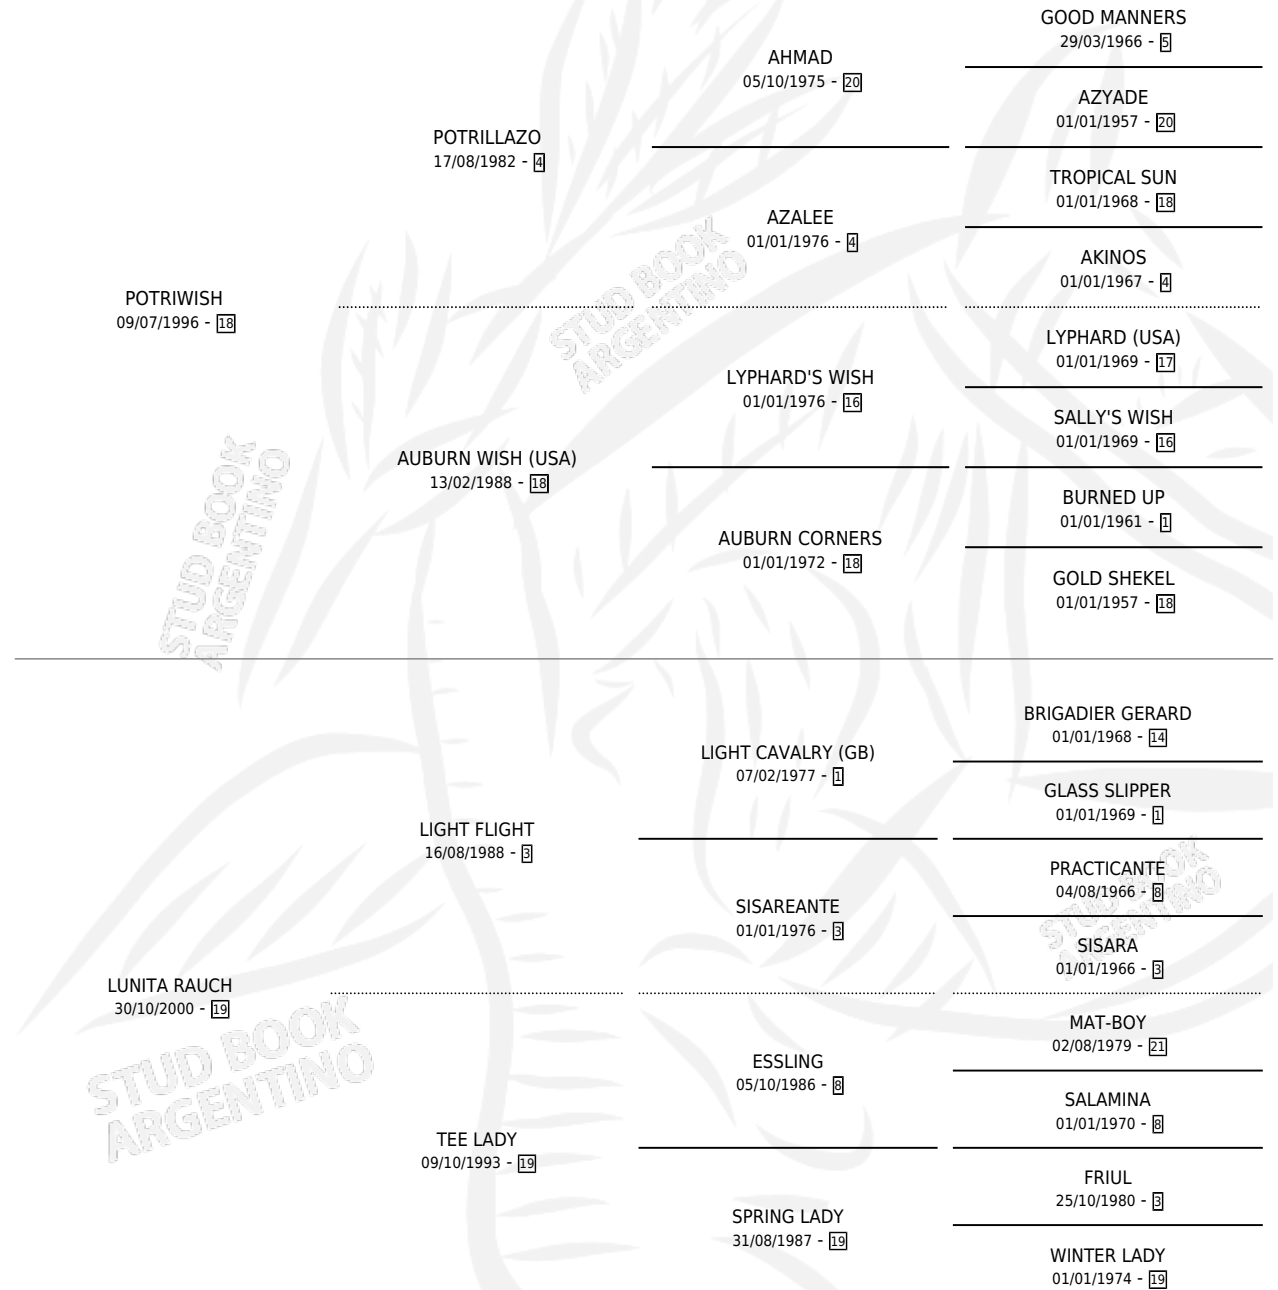 GOOD MANNERS
29/03/1966 - 5
AHMAD
05/10/1975 - 20
AZYADE
01/01/1957 - 20
POTRILLAZO
17/08/1982 - 4
TROPICAL SUN
01/01/1968 - 18
AZALEE
01/01/1976 - 4
AKINOS
01/01/1967 - 4
POTRIWISH
09/07/1996 - 18
STUD BOOK
ARGENTINO
LYPHARD (USA)
01/01/1969 - 17
LYPHARD'S WISH
01/01/1976 - 16
SALLY'S WISH
01/01/1969 - 16
AUBURN WISH (USA)
13/02/1988 - 18
BURNED UP
01/01/1961 - 1
AUBURN CORNERS
01/01/1972 - 18
GOLD SHEKEL
01/01/1957 - 18
STUD BOOK
ARGENTINO
BRIGADIER GERARD
01/01/1968 - 14
LIGHT CAVALRY (GB)
07/02/1977 - 1
GLASS SLIPPER
01/01/1969 - 1
LIGHT FLIGHT
16/08/1988 - 3
PRACTICANTE
04/08/1966 - 8
SISAREANTE
01/01/1976 - 3
STUD BOOK
ARGENTINO
SISARA
01/01/1966 - 3
LUNITA RAUCH
30/10/2000 - 19
MAT-BOY
02/08/1979 - 21
ESSLING
05/10/1986 - 8
SALAMINA
01/01/1970 - 8
STUD BOOK
ARGENTINO
TEE LADY
09/10/1993 - 19
FRIUL
25/10/1980 - 3
SPRING LADY
31/08/1987 - 19
WINTER LADY
01/01/1974 - 19